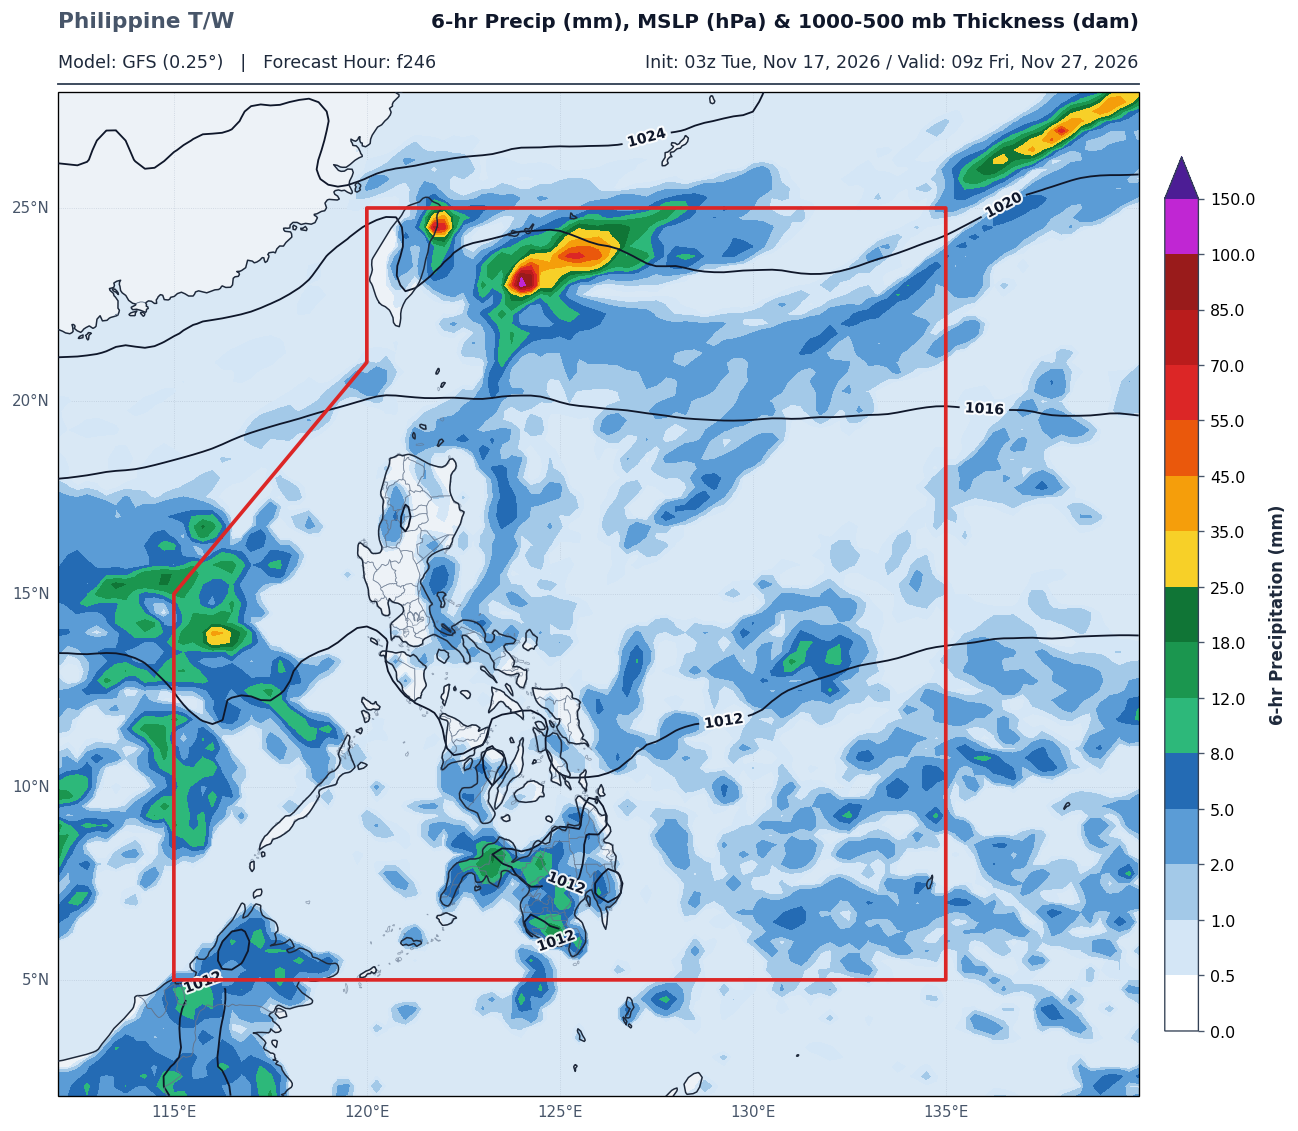 Philippine T/W
6-hr Precip (mm), MSLP (hPa) & 1000-500 mb Thickness (dam)
Model: GFS (0.25°)   |   Forecast Hour: f246
Init: 03z Tue, Nov 17, 2026 / Valid: 09z Fri, Nov 27, 2026
1024
1020
1016
1012
1012
1012
1012
25°N
20°N
15°N
10°N
5°N
115°E
120°E
125°E
130°E
135°E
150.0
100.0
85.0
70.0
55.0
45.0
35.0
25.0
18.0
12.0
8.0
5.0
2.0
1.0
0.5
0.0
6-hr Precipitation (mm)